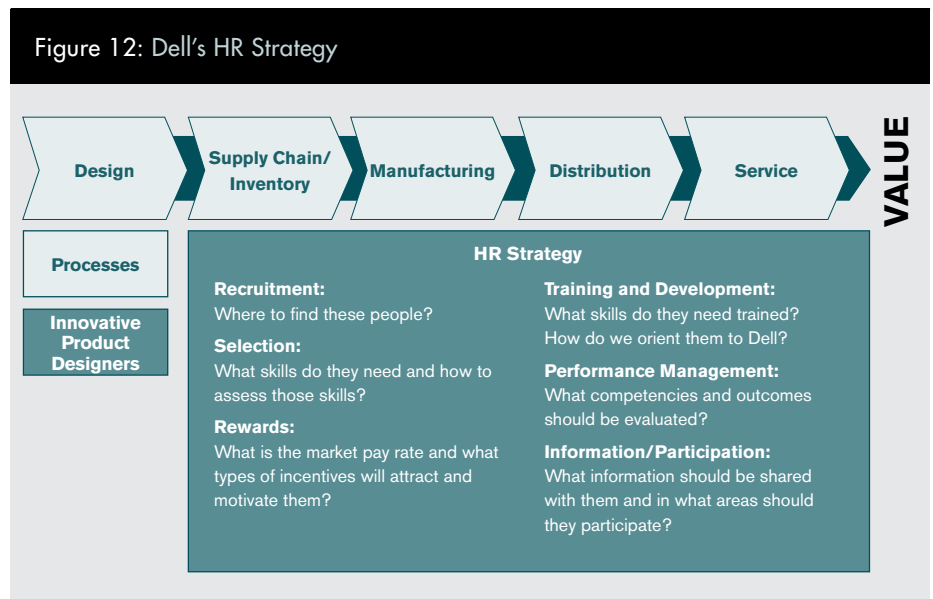 Figure 12: Dell's HR Strategy
Design
Supply Chain/
Inventory
Manufacturing
Distribution
Service
VALUE
Processes
Innovative
Product
Designers
HR Strategy
Recruitment:
Where to find these people?
Selection:
What skills do they need and how to
assess those skills?
Rewards:
What is the market pay rate and what
types of incentives will attract and
motivate them?
Training and Development:
What skills do they need trained?
How do we orient them to Dell?
Performance Management:
What competencies and outcomes
should be evaluated?
Information/Participation:
What information should be shared
with them and in what areas should
they participate?